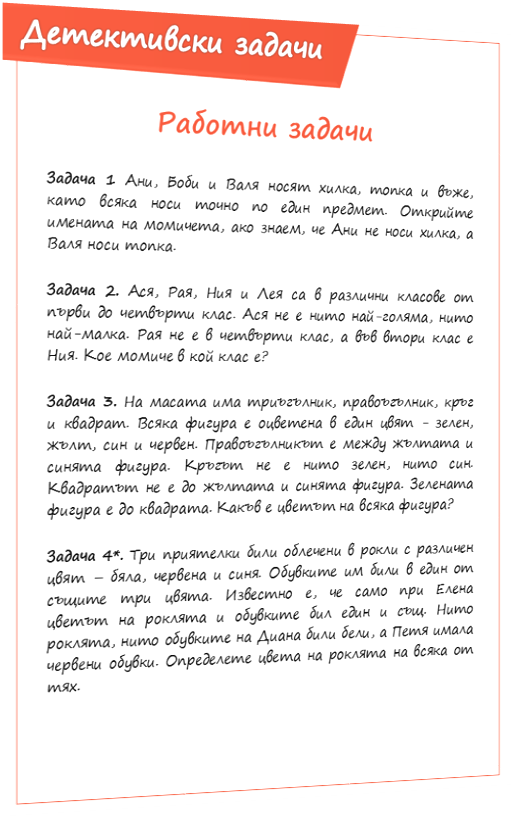 Детективски задачи
Работни задачи
Задача 1 Ани, Боби и Валя носят хилка, топка и въже,
като всяка носи точно по един предмет. Открийте
имената на момичета, ако знаем, че Ани не носи хилка, а
Валя носи топка.
Задача 2. Ася, Рая, Ния и Лея са в различни класове от
първи до четвърти клас. Ася не е нито най-голяма, нито
най-малка. Рая не е в четвърти клас, а във втори клас е
Ния. Кое момиче в кой клас е?
Задача 3. На масата има триъгълник, правоъгълник, кръг
и квадрат. Всяка фигура е оцветена в един цвят - зелен,
жълт, син и червен. Правоъгълникът е между жълтата и
синята фигура. Кръгът не е нито зелен, нито син.
Квадратът не е до жълтата и синята фигура. Зелената
фигура е до квадрата. Какъв е цветът на всяка фигура?
Задача 4*. Три приятелки били облечени в рокли с различен
цвят – бяла, червена и синя. Обувките им били в един от
същите три цвята. Известно е, че само при Елена
цветът на роклята и обувките бил един и същ. Нито
роклята, нито обувките на Диана били бели, а Петя имала
червени обувки. Определете цвета на роклята на всяка от
тях.